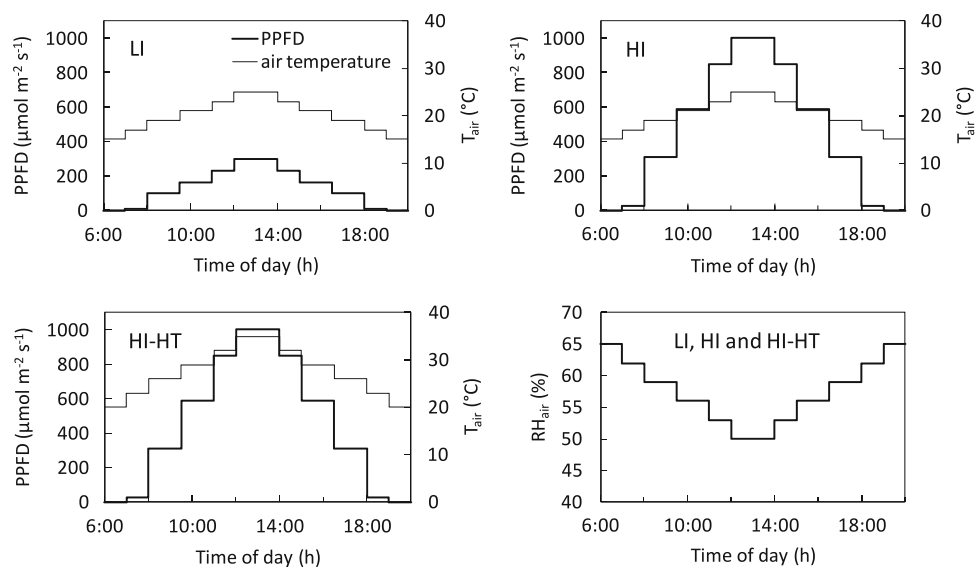 LI
PPFD
air temperature
1000
800
600
400
200
0
PPFD (µmol m⁻² s⁻¹)
40
30
20
10
0
Tair (°C)
6:00 10:00 14:00 18:00
Time of day (h)
HI
1000
800
600
400
200
0
PPFD (µmol m⁻² s⁻¹)
40
30
20
10
0
Tair (°C)
6:00 10:00 14:00 18:00
Time of day (h)
HI-HT
1000
800
600
400
200
0
PPFD (µmol m⁻² s⁻¹)
40
30
20
10
0
Tair (°C)
6:00 10:00 14:00 18:00
Time of day (h)
LI, HI and HI-HT
70
65
60
55
50
45
40
RHair (%)
6:00 10:00 14:00 18:00
Time of day (h)